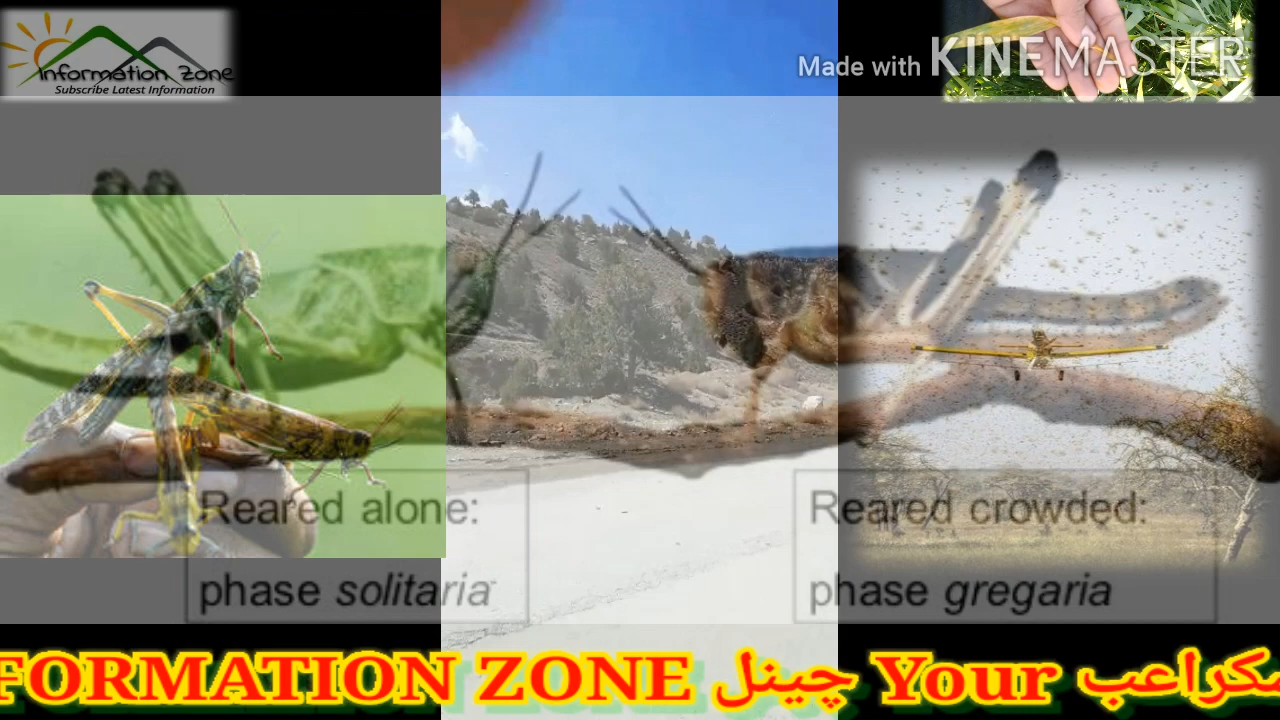 Information Zone
Subscribe Latest Information
Made with KINEMASTER
Reared alone:
phase solitaria
Reared crowded:
phase gregaria
FORMATION ZONE چینل Your سکراعب